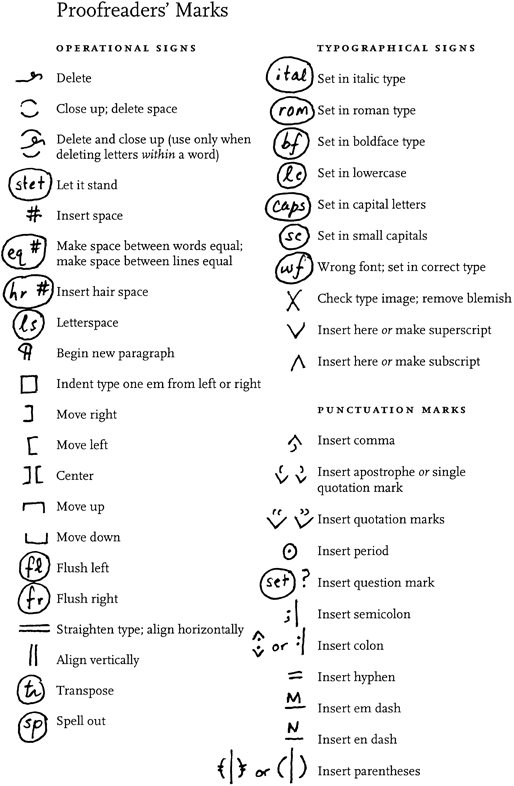 Proofreaders' Marks
OPERATIONAL SIGNS
Delete
Close up; delete space
Delete and close up (use only when
deleting letters within a word)
stet Let it stand
# Insert space
eq # Make space between words equal;
make space between lines equal
hr # Insert hair space
ls Letterspace
¶ Begin new paragraph
□ Indent type one em from left or right
] Move right
[ Move left
][ Center
Move up
Move down
fl Flush left
fr Flush right
Straighten type; align horizontally
|| Align vertically
tr Transpose
sp Spell out
TYPOGRAPHICAL SIGNS
ital Set in italic type
rom Set in roman type
bf Set in boldface type
lc Set in lowercase
caps Set in capital letters
sc Set in small capitals
wf Wrong font; set in correct type
X Check type image; remove blemish
∨ Insert here or make superscript
∧ Insert here or make subscript
PUNCTUATION MARKS
Insert comma
Insert apostrophe or single
quotation mark
Insert quotation marks
⊙ Insert period
set ? Insert question mark
;| Insert semicolon
or :| Insert colon
= Insert hyphen
M Insert em dash
N Insert en dash
or (|) Insert parentheses